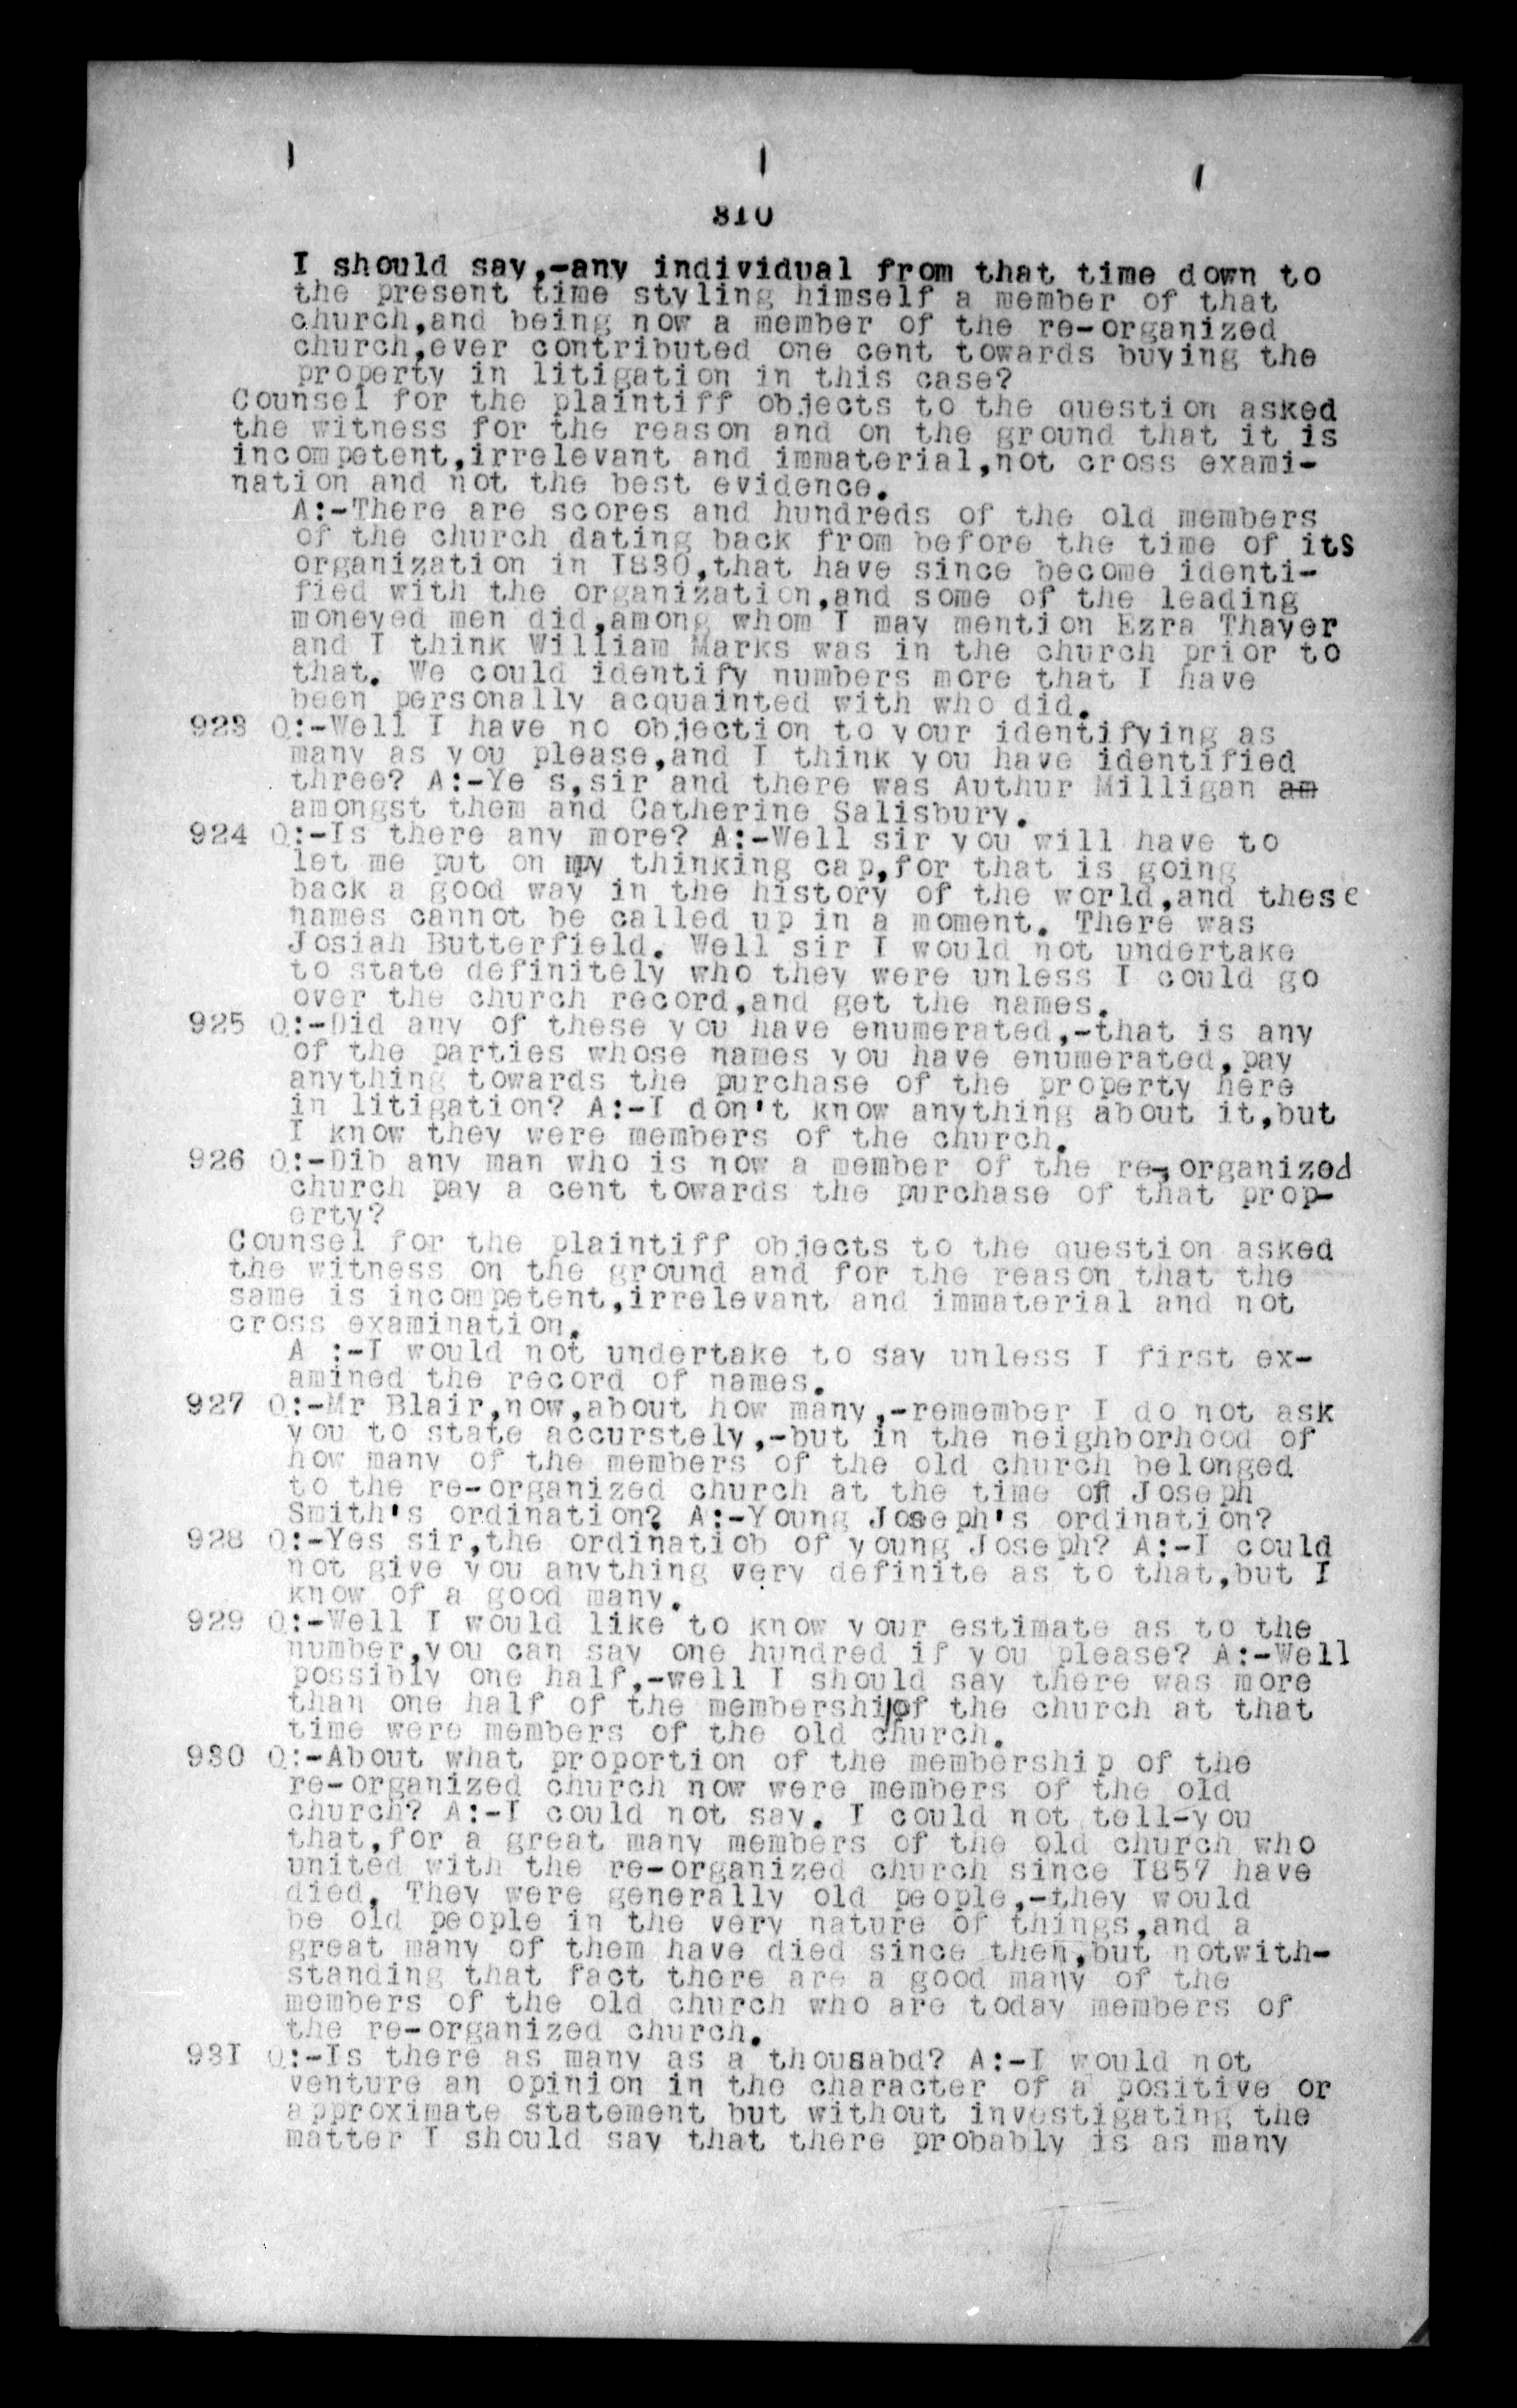 310
I should say,-any individual from that time down to
the present time styling himself a member of that
church,and being now a member of the re-organized
church,ever contributed one cent towards buying the
property in litigation in this case?
Counsel for the plaintiff objects to the question asked
the witness for the reason and on the ground that it is
incompetent,irrelevant and immaterial,not cross exami-
nation and not the best evidence.
A:-There are scores and hundreds of the old members
of the church dating back from before the time of its
organization in I830,that have since become identi-
fied with the organization,and some of the leading
moneyed men did,among whom I may mention Ezra Thayer
and I think William Marks was in the church prior to
that. We could identify numbers more that I have
been personally acquainted with who did.
923 Q:-Well I have no objection to your identifying as
many as you please,and I think you have identified
three? A:-Ye s,sir and there was Authur Milligan am
amongst them and Catherine Salisbury.
924 Q:-Is there any more? A:-Well sir you will have to
let me put on my thinking cap,for that is going
back a good way in the history of the world,and these
names cannot be called up in a moment. There was
Josiah Butterfield. Well sir I would not undertake
to state definitely who they were unless I could go
over the church record,and get the names.
925 Q:-Did any of these you have enumerated,-that is any
of the parties whose names you have enumerated,pay
anything towards the purchase of the property here
in litigation? A:-I don't know anything about it,but
I know they were members of the church.
926 Q:-Dib any man who is now a member of the re-,organized
church pay a cent towards the purchase of that prop-
erty?
Counsel for the plaintiff objects to the question asked
the witness on the ground and for the reason that the
same is incompetent,irrelevant and immaterial and not
cross examination.
A :-I would not undertake to say unless I first ex-
amined the record of names.
927 Q:-Mr Blair,now,about how many,-remember I do not ask
you to state accurstely,-but in the neighborhood of
how many of the members of the old church belonged
to the re-organized church at the time of Joseph
Smith's ordination? A:-Young Joseph's ordination?
928 Q:-Yes sir,the ordinatiob of young Joseph? A:-I could
not give you anything very definite as to that,but I
know of a good many.
929 Q:-Well I would like to know your estimate as to the
number,you can say one hundred if you please? A:-Well
possibly one half,-well I should say there was more
than one half of the membership of the church at that
time were members of the old church.
930 Q:-About what proportion of the membership of the
re-organized church now were members of the old
church? A:-I could not say. I could not tell-you
that,for a great many members of the old church who
united with the re-organized church since I857 have
died. They were generally old people,-they would
be old people in the very nature of things,and a
great many of them have died since then,but notwith-
standing that fact there are a good many of the
members of the old church who are today members of
the re-organized church.
93I Q:-Is there as many as a thousabd? A:-I would not
venture an opinion in the character of a positive or
approximate statement but without investigating the
matter I should say that there probably is as many